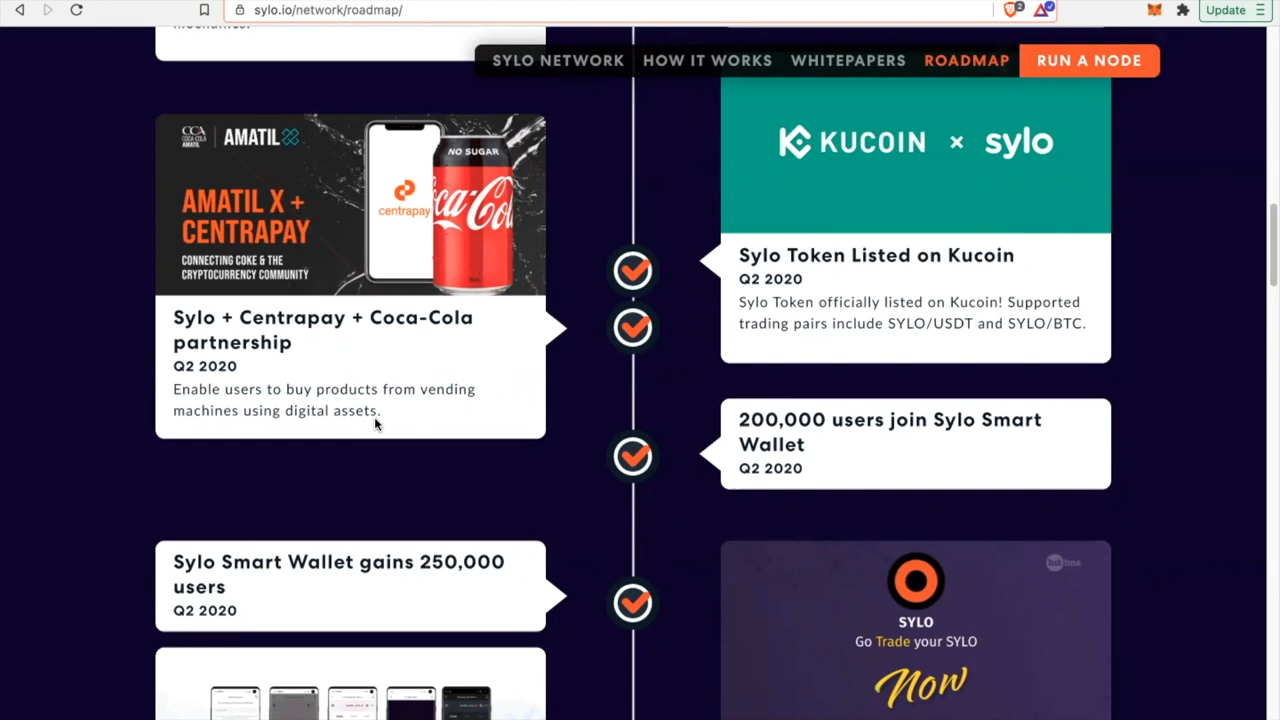 sylo.io/network/roadmap/
2
Update
SYLO NETWORK
HOW IT WORKS
WHITEPAPERS
ROADMAP
RUN A NODE
CCA
COCA-COLA
AMATIL
AMATIL
AMATIL X +
CENTRAPAY
CONNECTING COKE & THE
CRYPTOCURRENCY COMMUNITY
centrapay
NO SUGAR
Coca-Col
Sylo + Centrapay + Coca-Cola
partnership
Q2 2020
Enable users to buy products from vending
machines using digital assets.
KUCOIN × sylo
Sylo Token Listed on Kucoin
Q2 2020
Sylo Token officially listed on Kucoin! Supported
trading pairs include SYLO/USDT and SYLO/BTC.
200,000 users join Sylo Smart
Wallet
Q2 2020
Sylo Smart Wallet gains 250,000
users
Q2 2020
SYLO
Go Trade your SYLO
Now